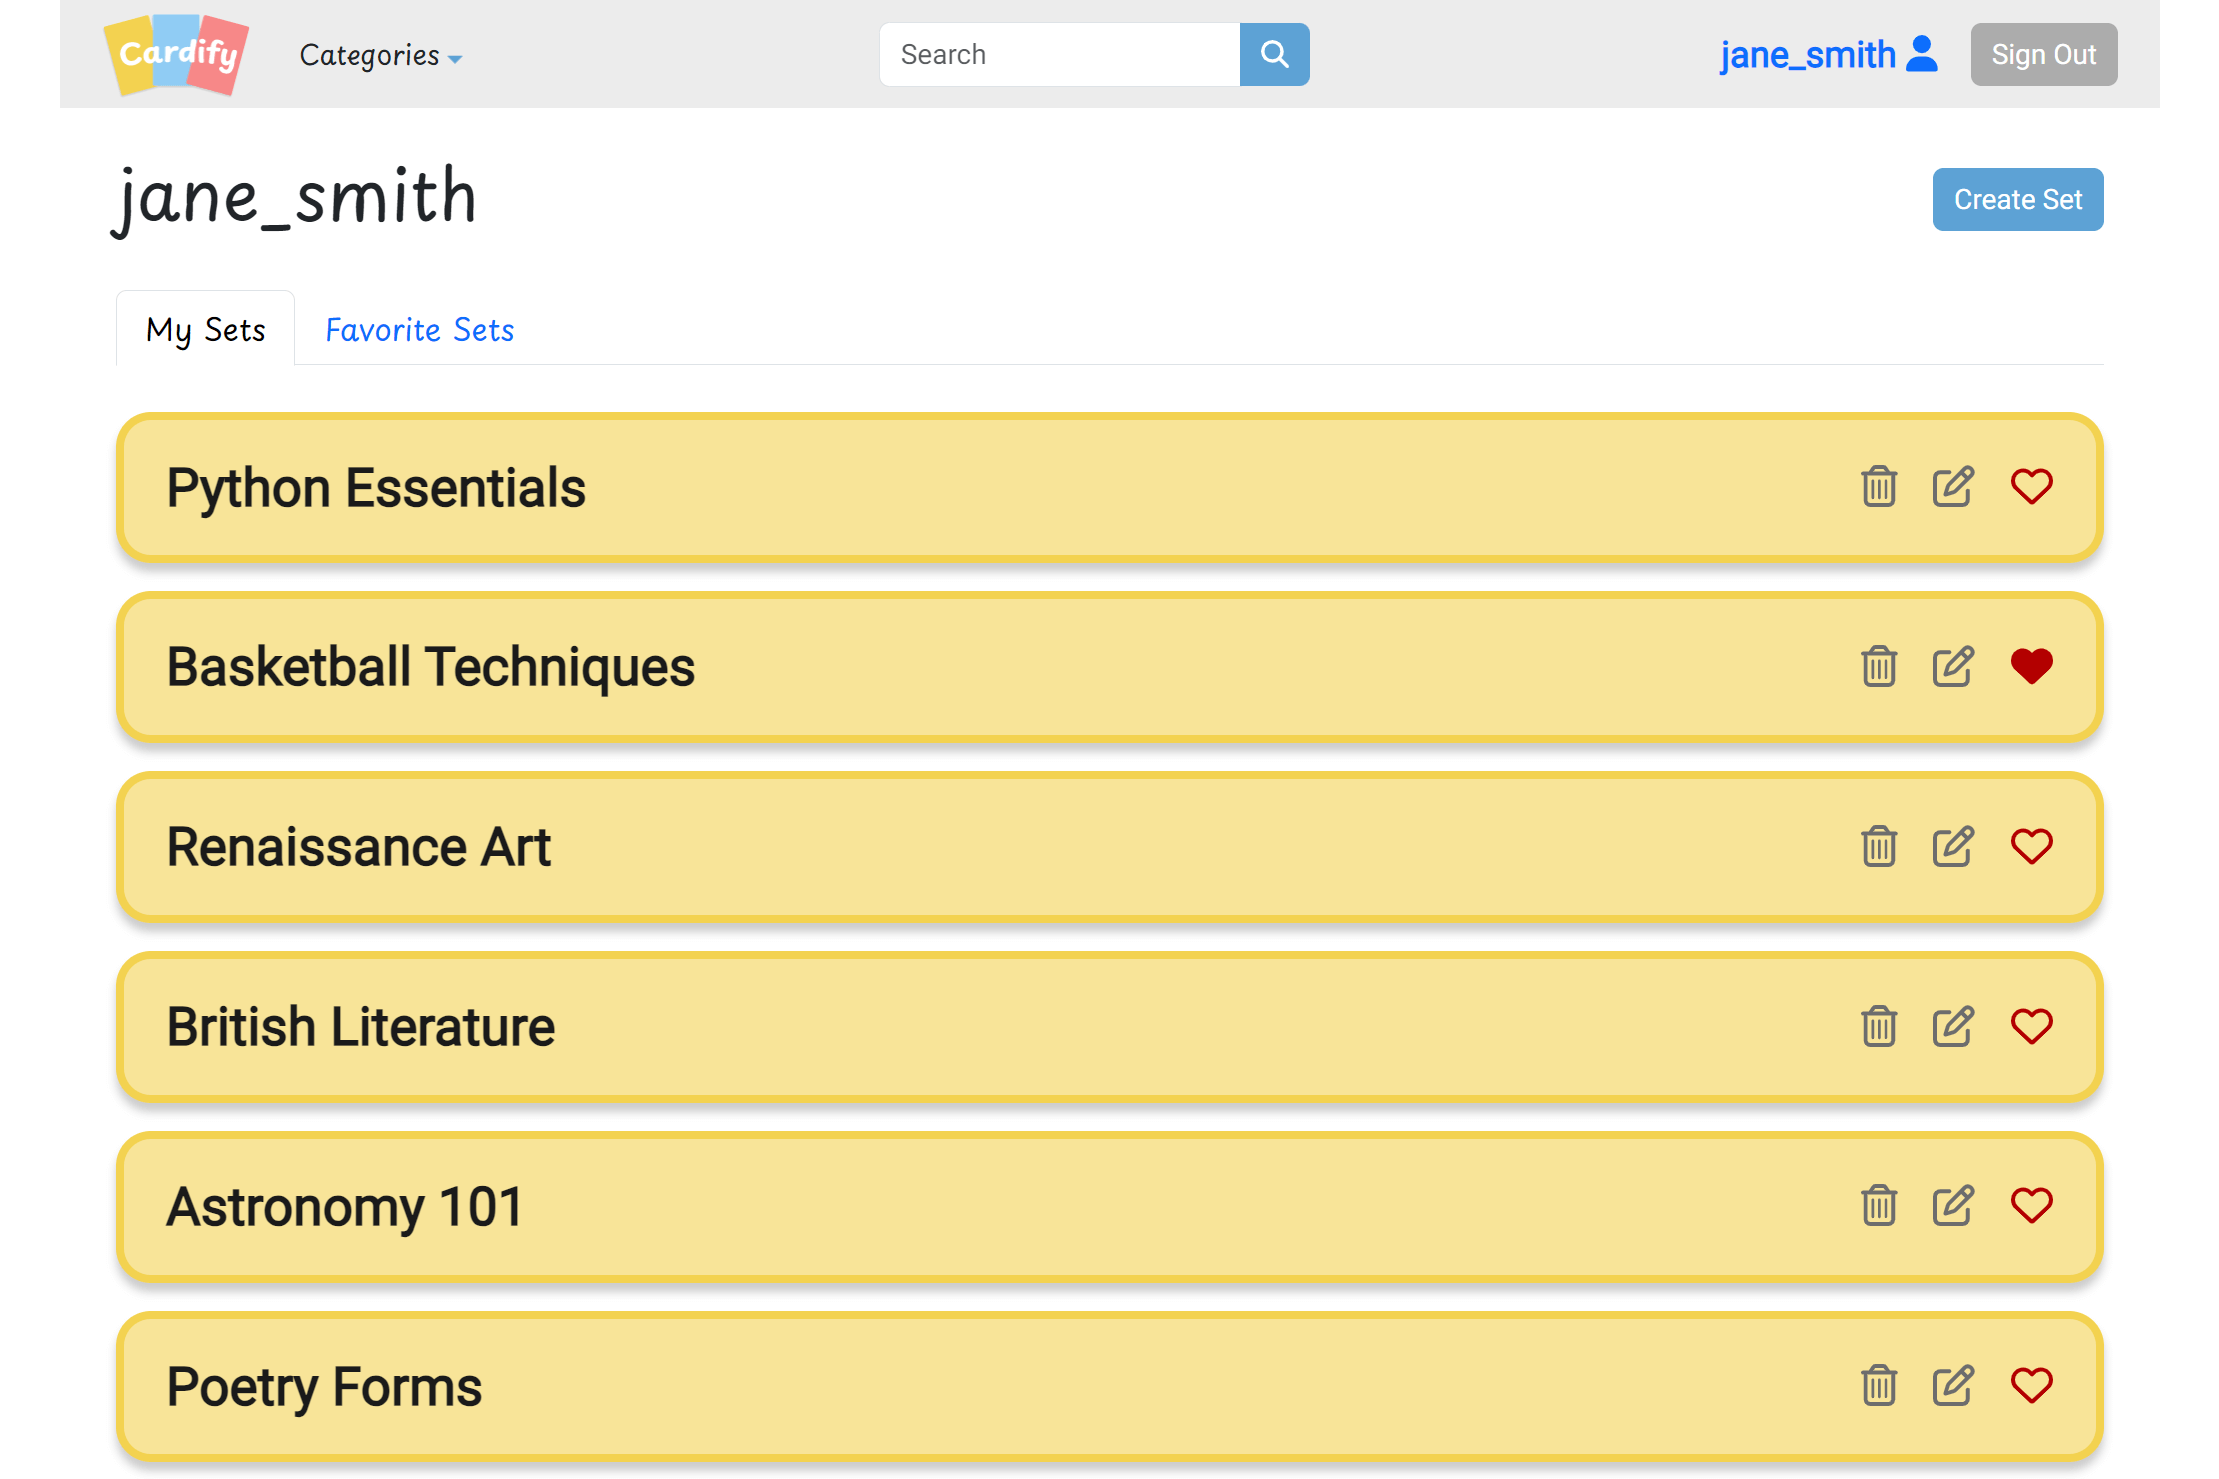 Cardify
Categories
Search
jane_smith
Sign Out
jane_smith
Create Set
My Sets
Favorite Sets
Python Essentials
Basketball Techniques
Renaissance Art
British Literature
Astronomy 101
Poetry Forms